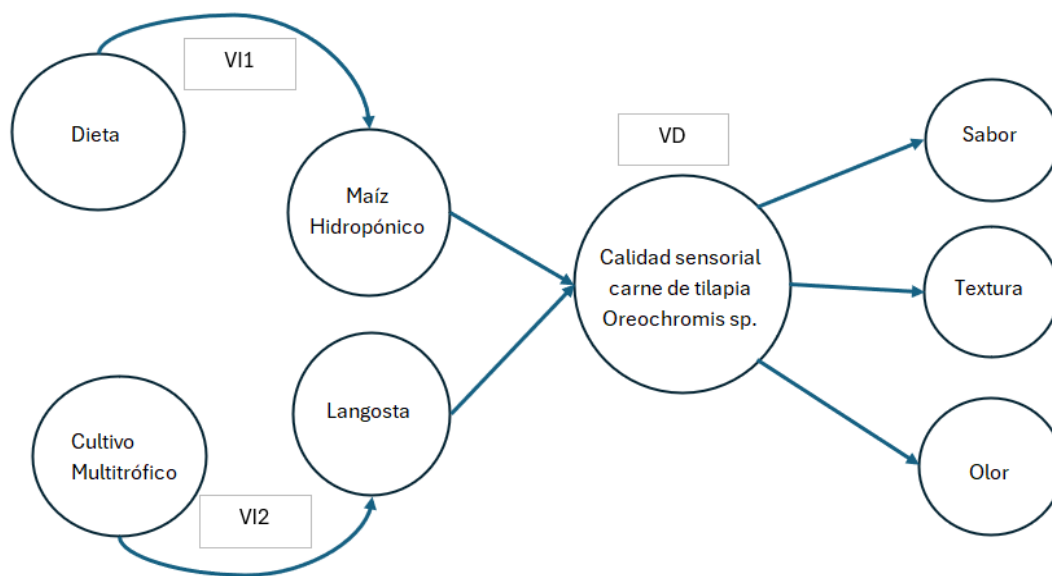 VI1
Dieta
Maíz
Hidropónico
VD
Sabor
Calidad sensorial
carne de tilapia
Oreochromis sp.
Textura
Langosta
Cultivo
Multitrófico
VI2
Olor